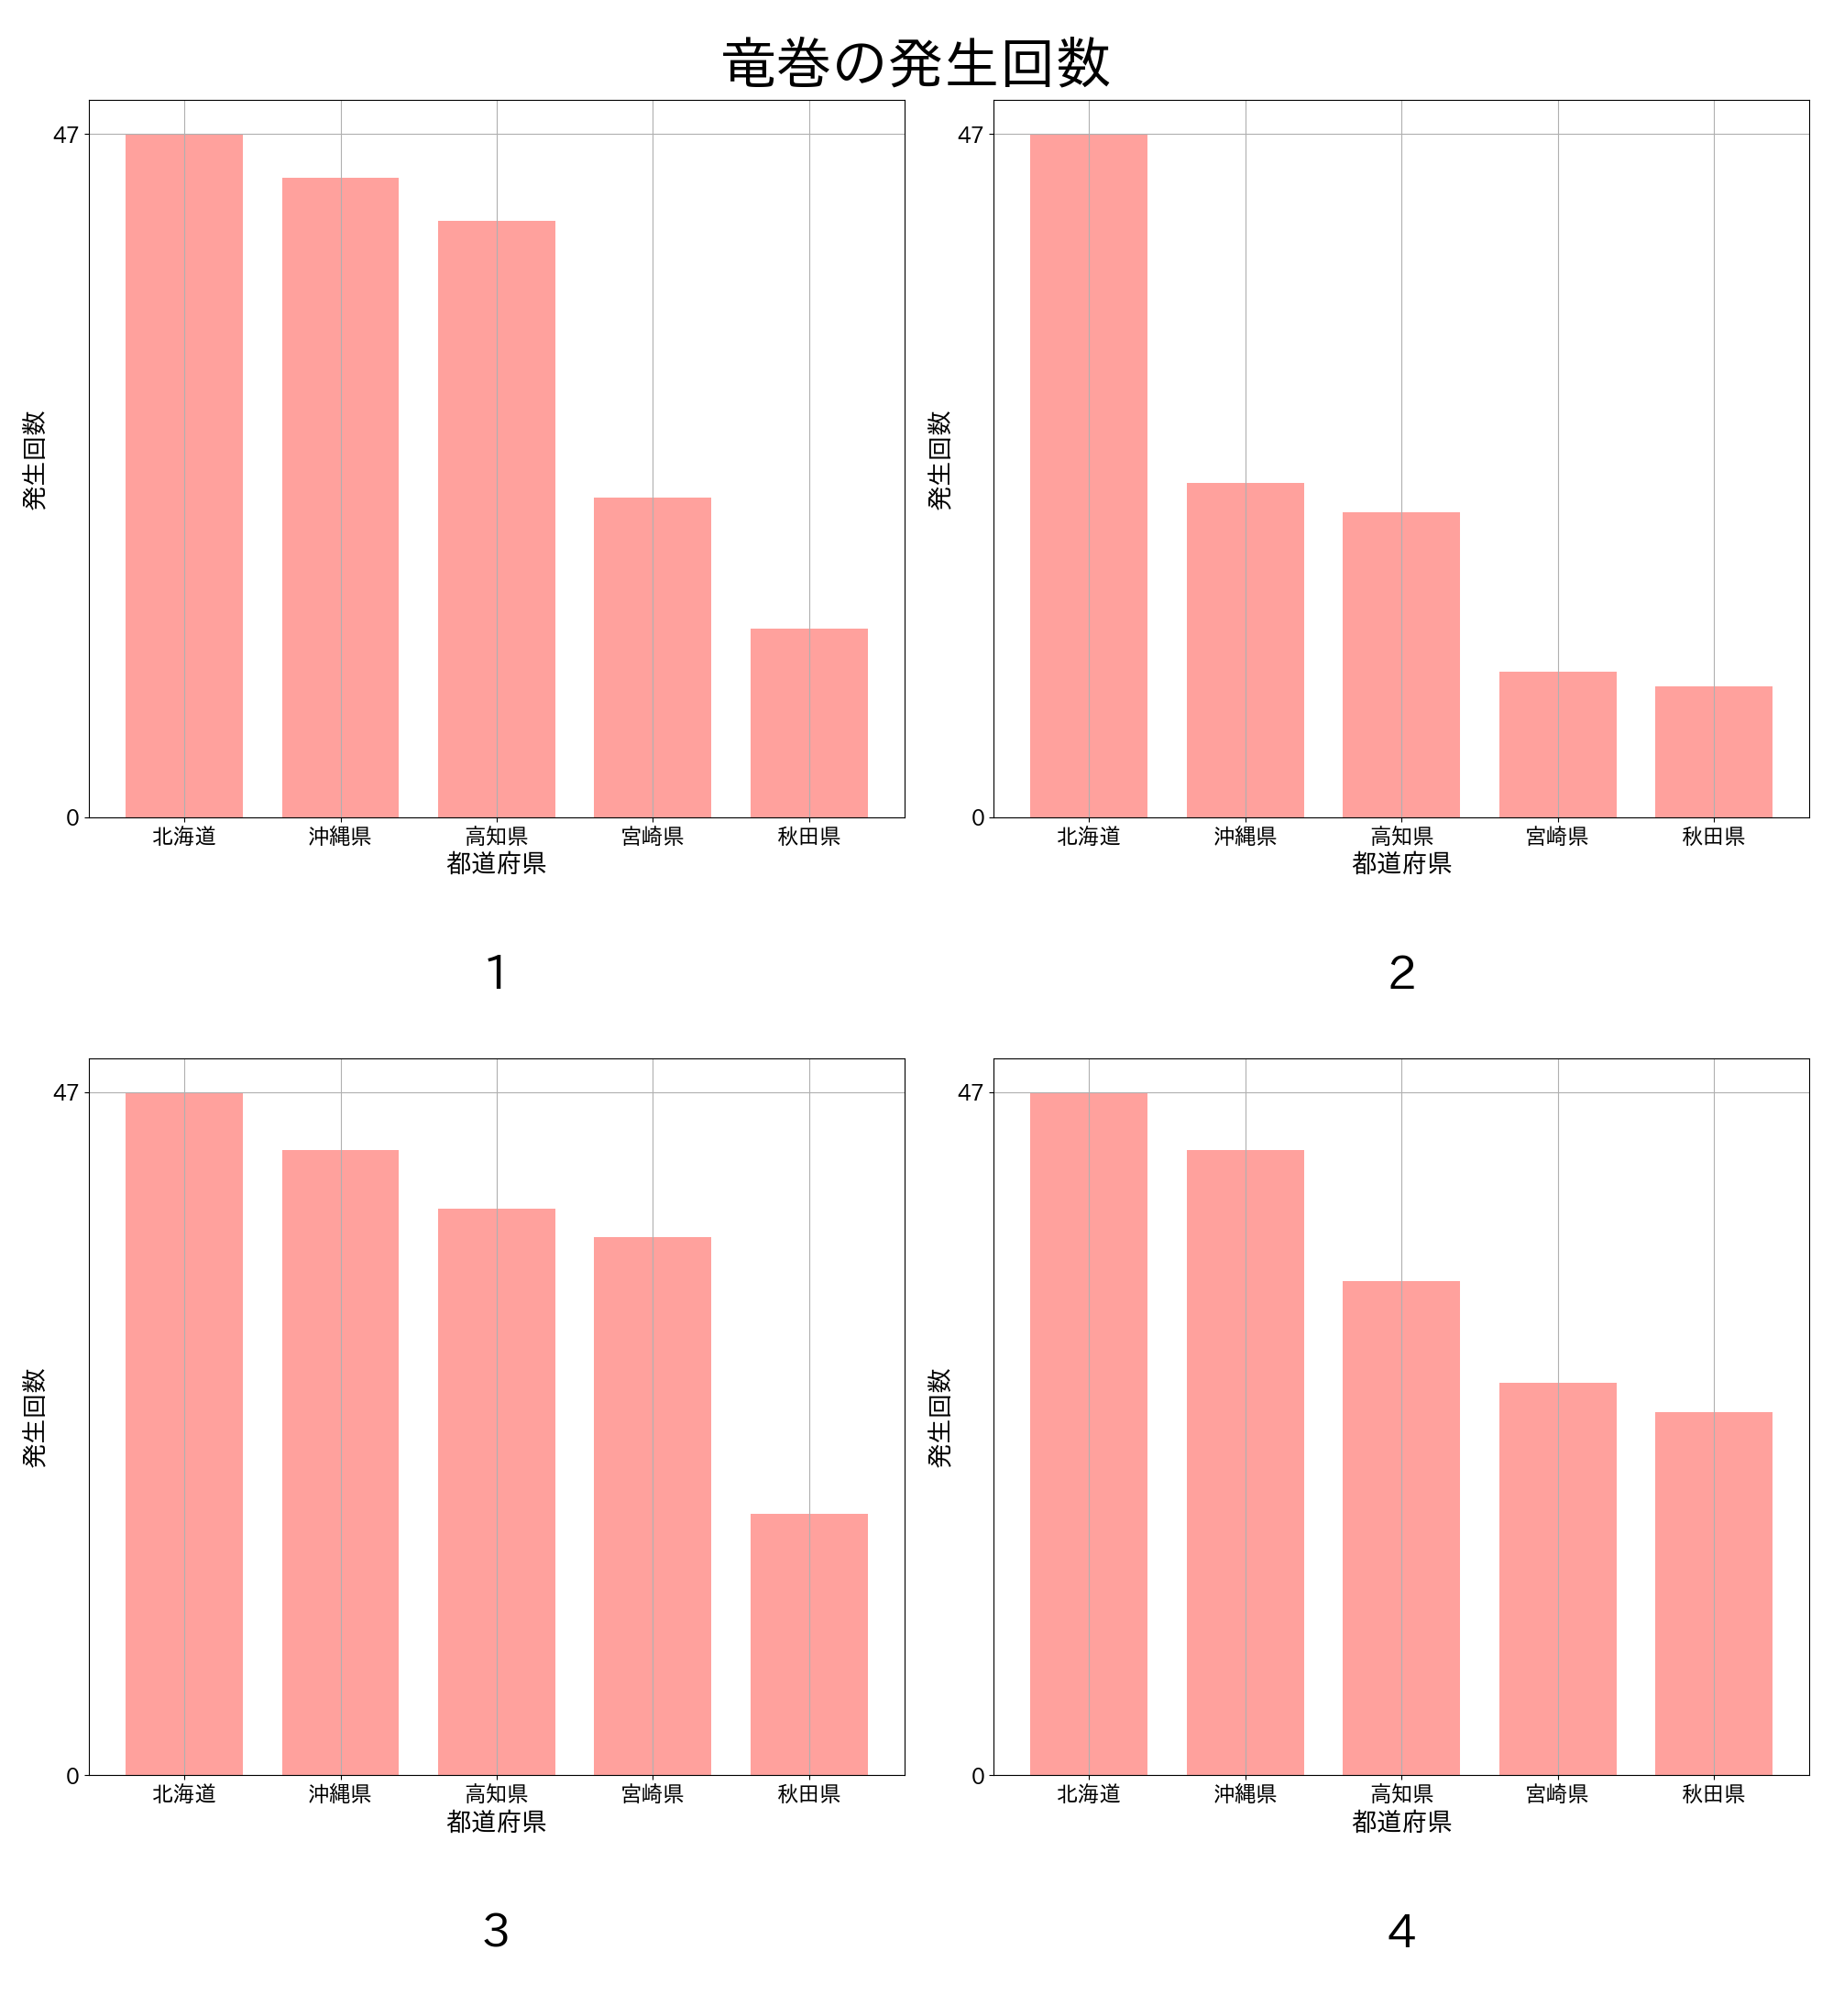 竜巻の発生回数
47
0
発生回数
北海道 沖縄県 高知県 宮崎県 秋田県
都道府県
1
47
0
発生回数
北海道 沖縄県 高知県 宮崎県 秋田県
都道府県
2
47
0
発生回数
北海道 沖縄県 高知県 宮崎県 秋田県
都道府県
3
47
0
発生回数
北海道 沖縄県 高知県 宮崎県 秋田県
都道府県
4